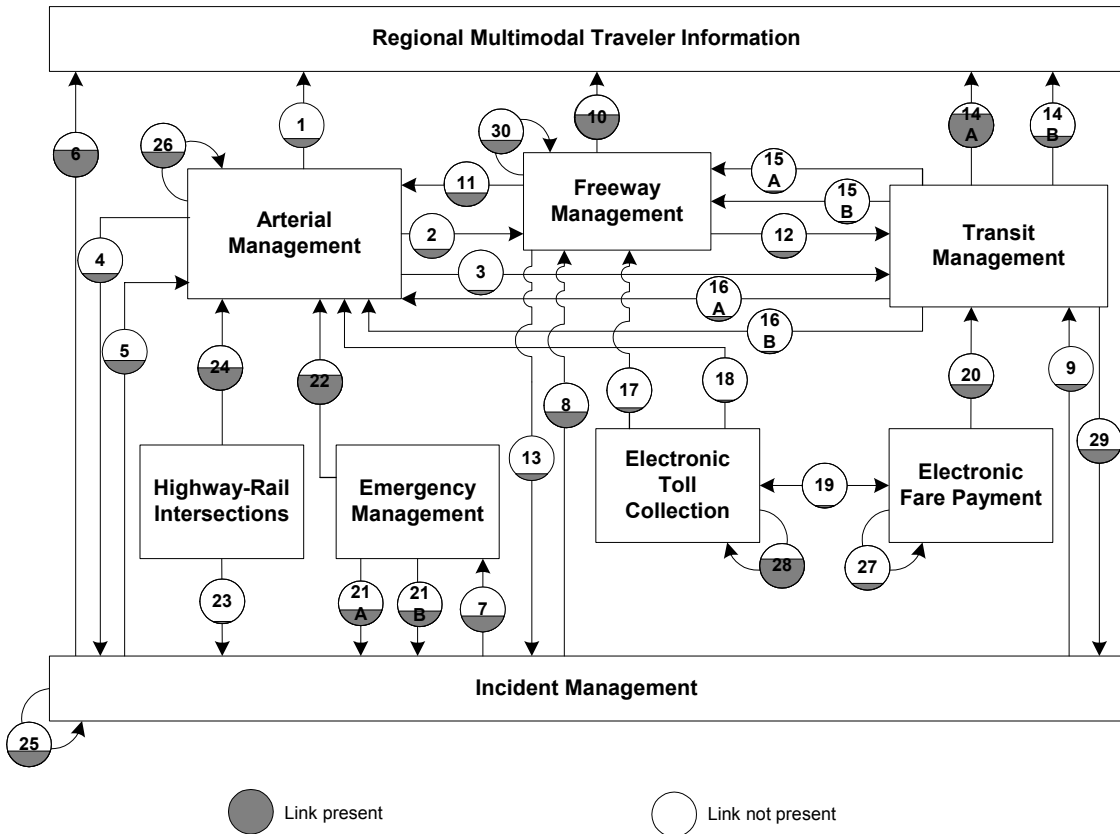 Regional Multimodal Traveler Information
1
10
14
A
14
B
6
26
30
15
A
11
Freeway
Management
15
B
Arterial
Management
2
12
Transit
Management
4
3
16
A
16
B
5
24
22
8
17
18
20
9
13
29
Highway-Rail
Intersections
Emergency
Management
Electronic
Toll
Collection
19
Electronic
Fare Payment
28
27
23
21
A
21
B
7
Incident Management
25
Link present
Link not present